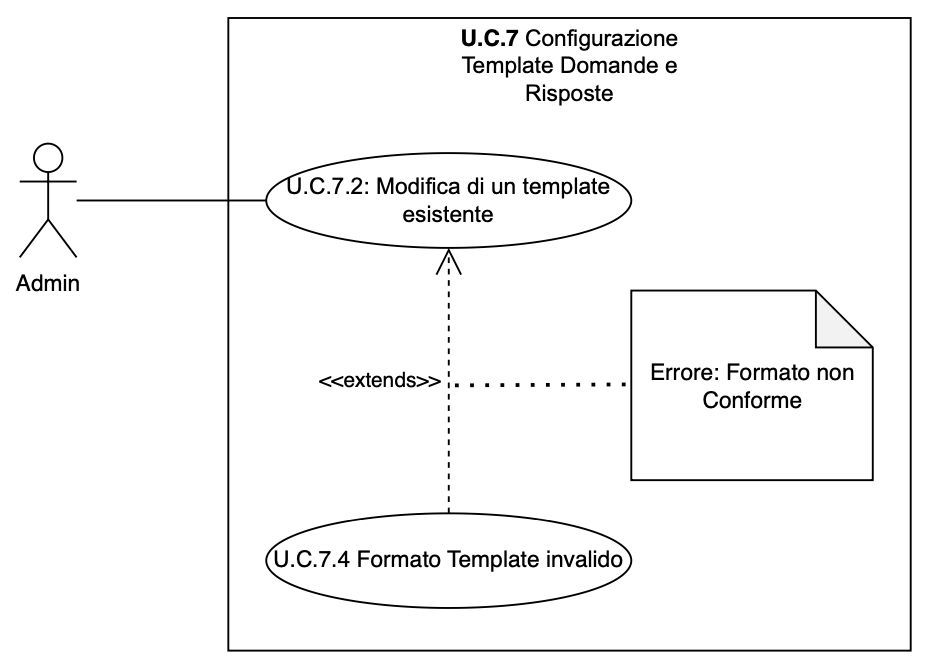 U.C.7 Configurazione
Template Domande e
Risposte
U.C.7.2: Modifica di un template
esistente
Admin
<<extends>>
Errore: Formato non
Conforme
U.C.7.4 Formato Template invalido